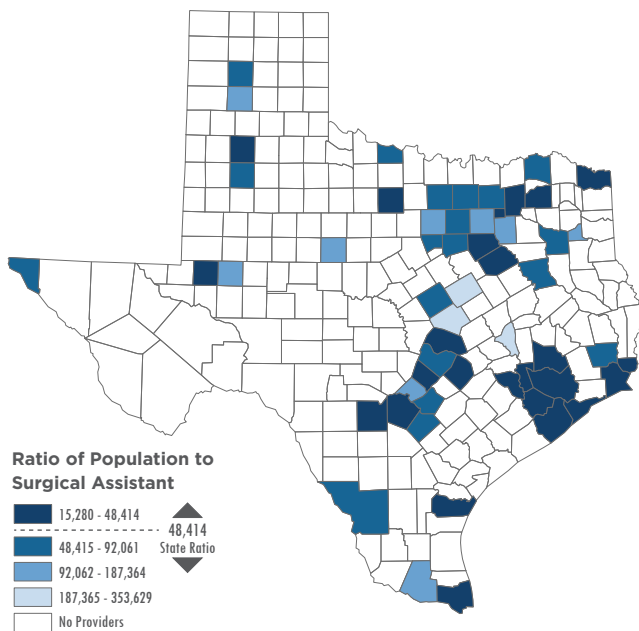 Ratio of Population to
Surgical Assistant
15,280 - 48,414
48,414
State Ratio
48,415 - 92,061
92,062 - 187,364
187,365 - 353,629
No Providers